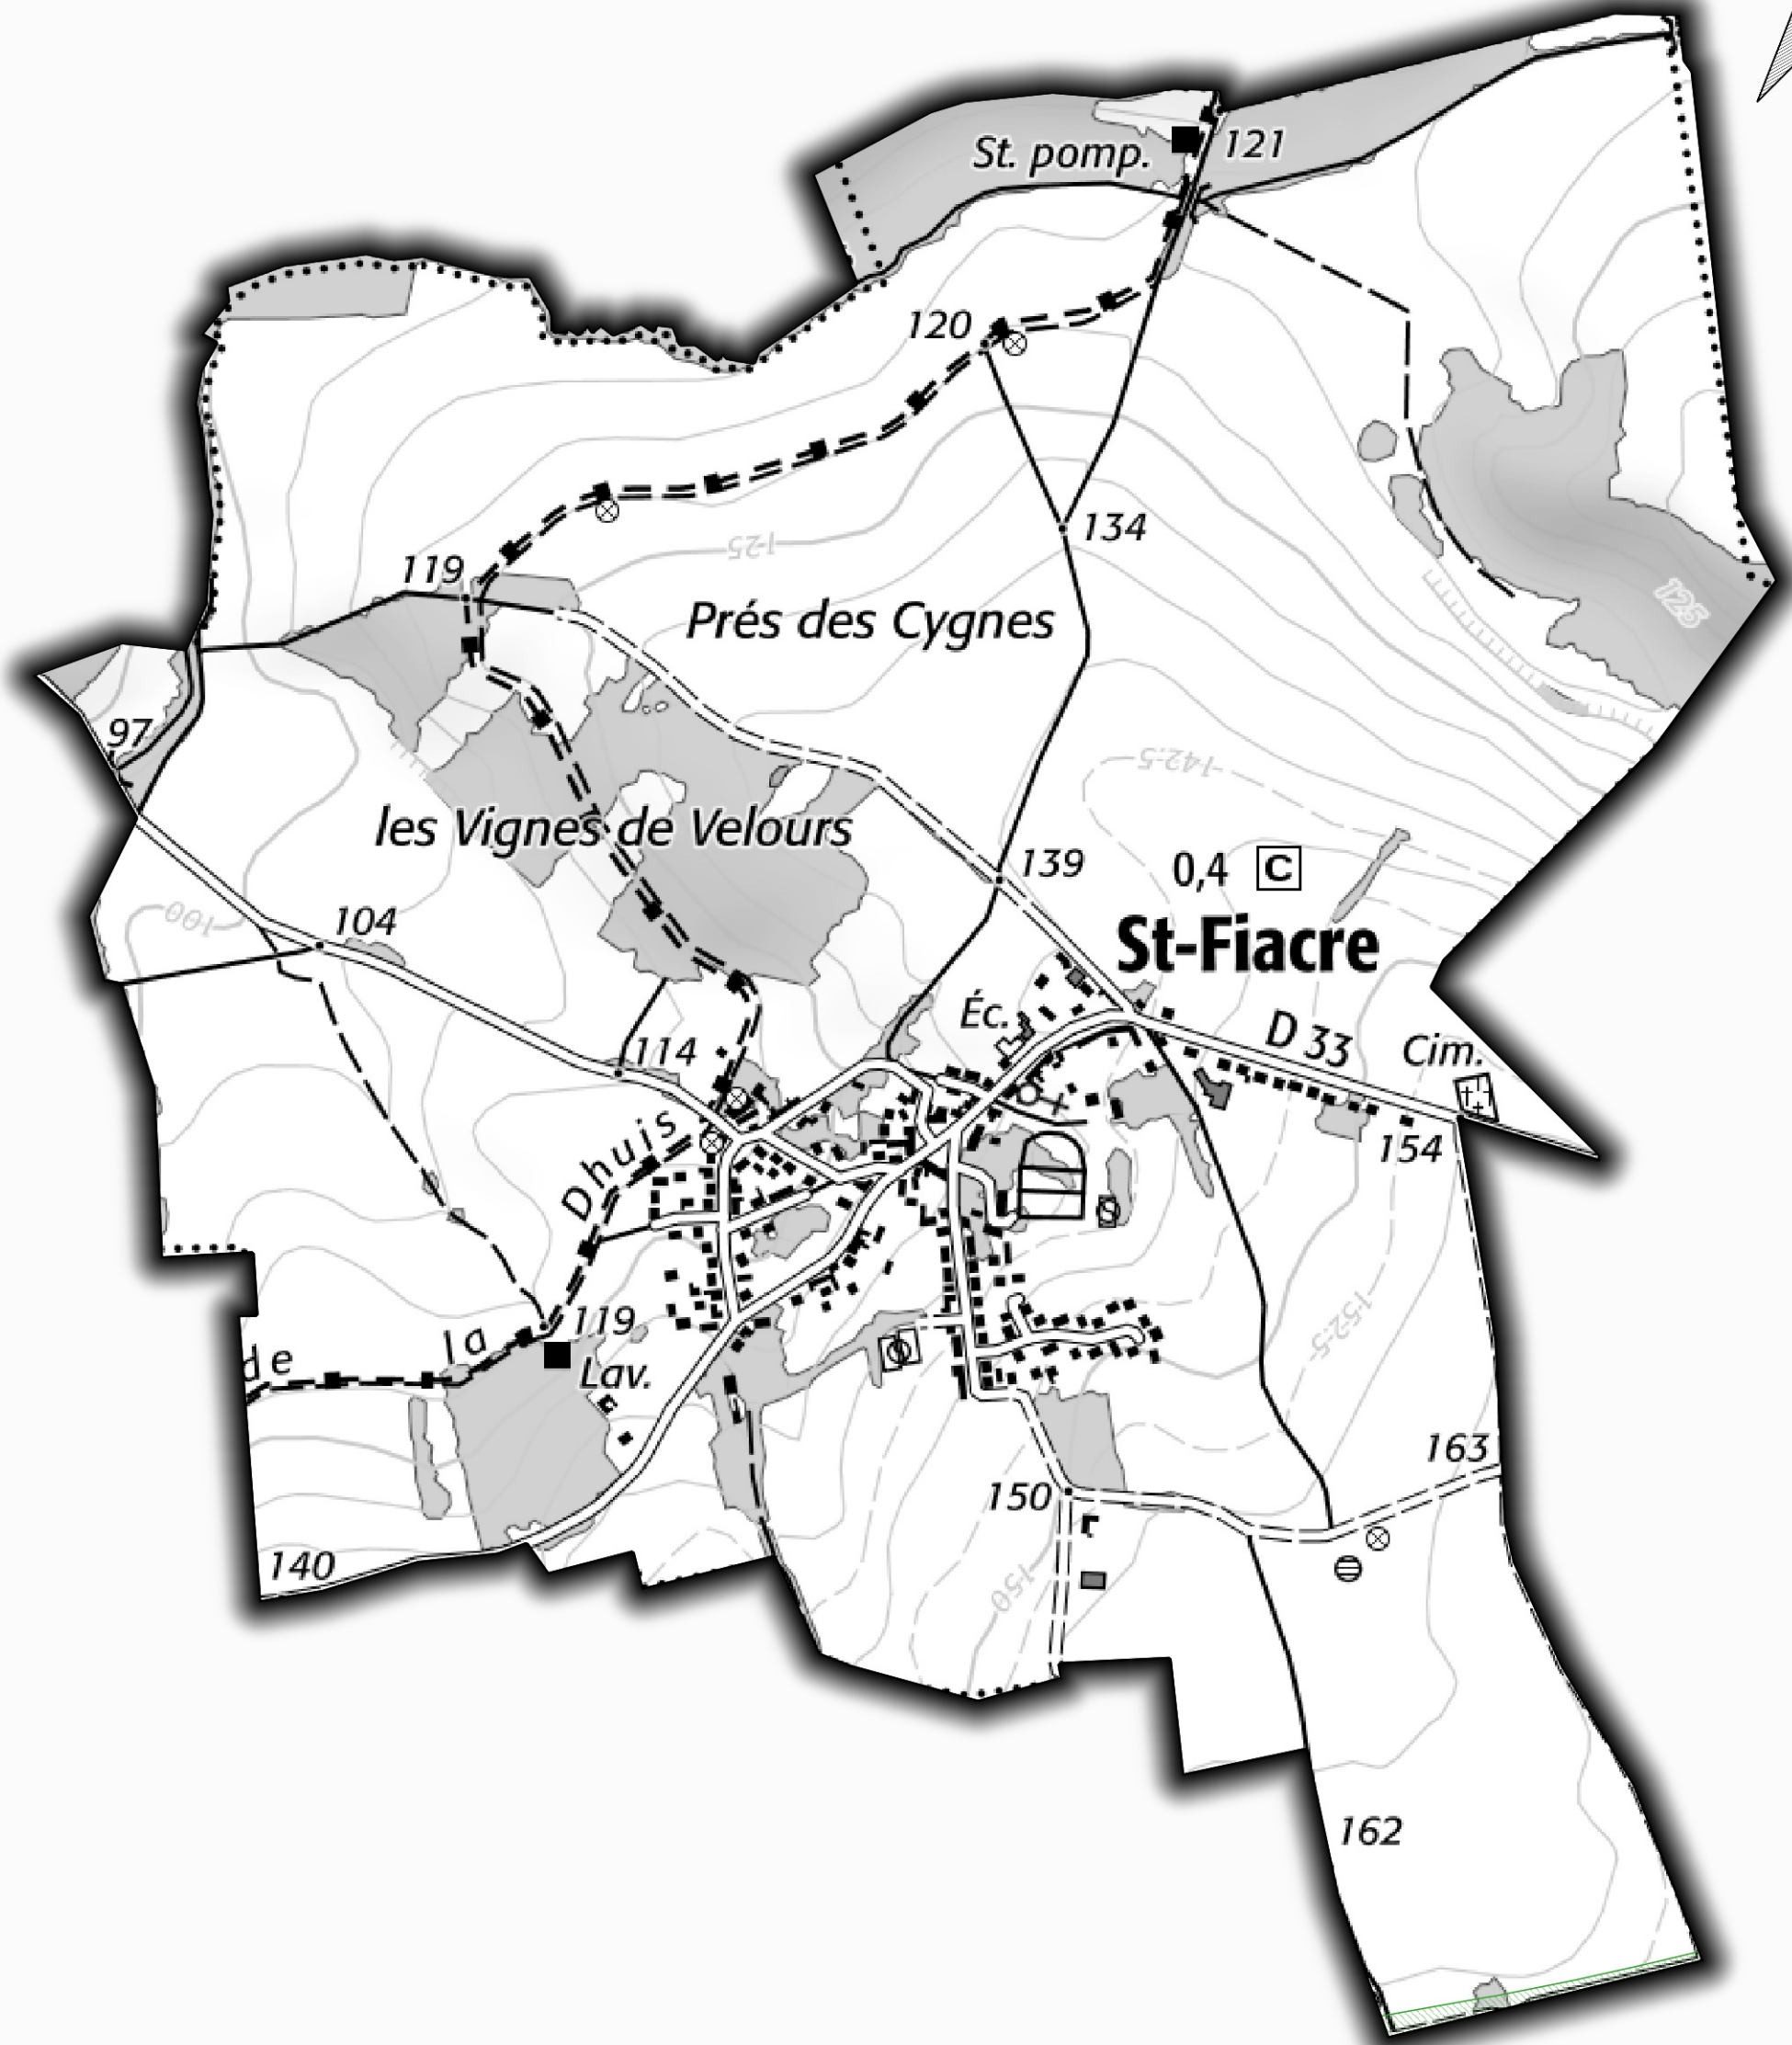 121
St. pomp.
120
134
125
119
Prés des Cygnes
125
97
142.5
les Vignes de Velours
139
0,4 C
100
104
St-Fiacre
Éc.
D 33
Cim.
114
154
Dhuis
152.5
119
la
de
Lav.
163
150
140
150
162